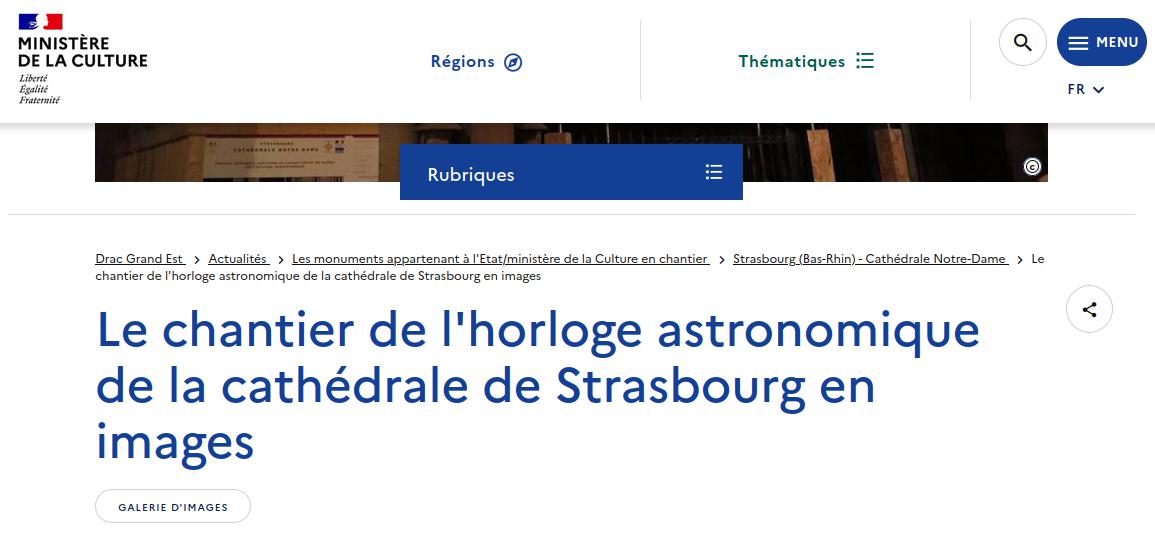 MINISTÈRE
DE LA CULTURE
Liberté
Égalité
Fraternité
Régions
Thématiques
MENU
FR
CATHÉDRALE NOTRE-DAME
©
Rubriques
Drac Grand Est > Actualités > Les monuments appartenant à l'Etat/ministère de la Culture en chantier > Strasbourg (Bas-Rhin) - Cathédrale Notre-Dame > Le
chantier de l'horloge astronomique de la cathédrale de Strasbourg en images
Le chantier de l'horloge astronomique
de la cathédrale de Strasbourg en
images
GALERIE D'IMAGES